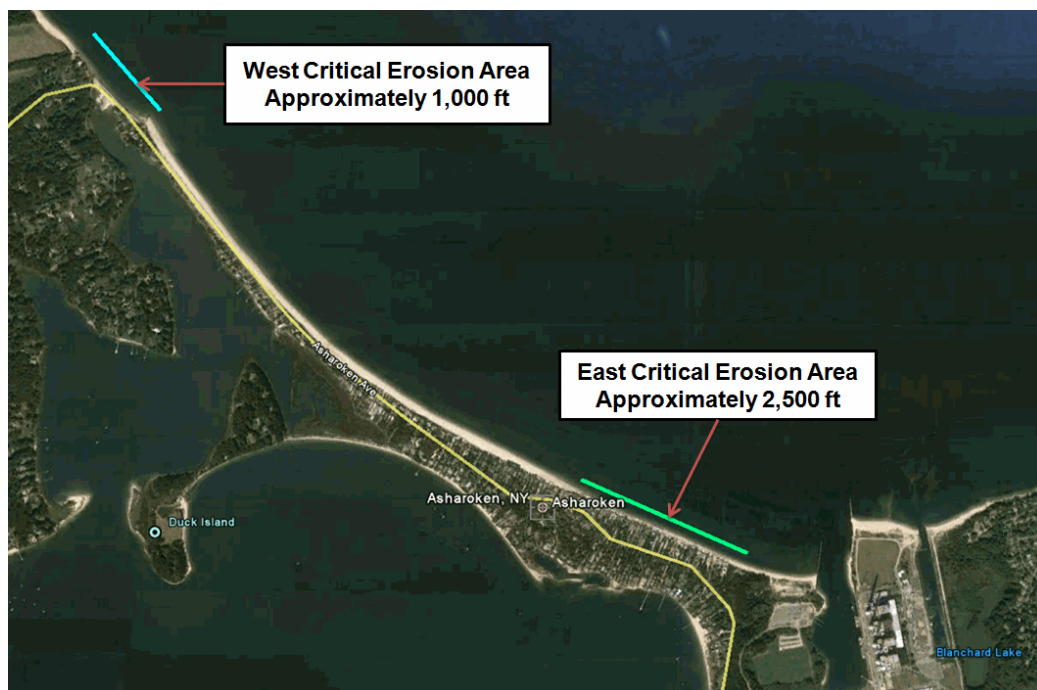 West Critical Erosion Area
Approximately 1,000 ft
Asharoken Ave
East Critical Erosion Area
Approximately 2,500 ft
Asharoken, NY
Asharoken
Duck Island
Blanchard Lake